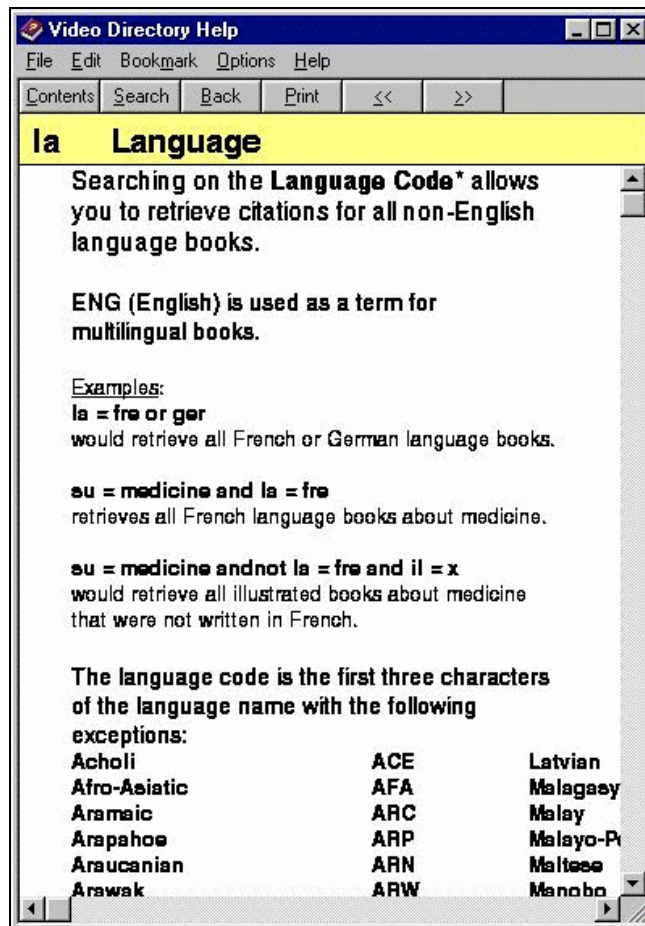 Video Directory Help
File Edit Bookmark Options Help
Contents Search Back Print << >>
la Language
Searching on the Language Code* allows
you to retrieve citations for all non-English
language books.
ENG (English) is used as a term for
multilingual books.
Examples:
la = fre or ger
would retrieve all French or German language books.
su = medicine and la = fre
retrieves all French language books about medicine.
su = medicine andnot la = fre and il = x
would retrieve all illustrated books about medicine
that were not written in French.
The language code is the first three characters
of the language name with the following
exceptions:
Acholi ACE Latvian
Afro-Asiatic AFA Malagasy
Aramaic ARC Malay
Arapahoe ARP Malayo-P
Araucanian ARN Maltese
Arawak ARW Manobo